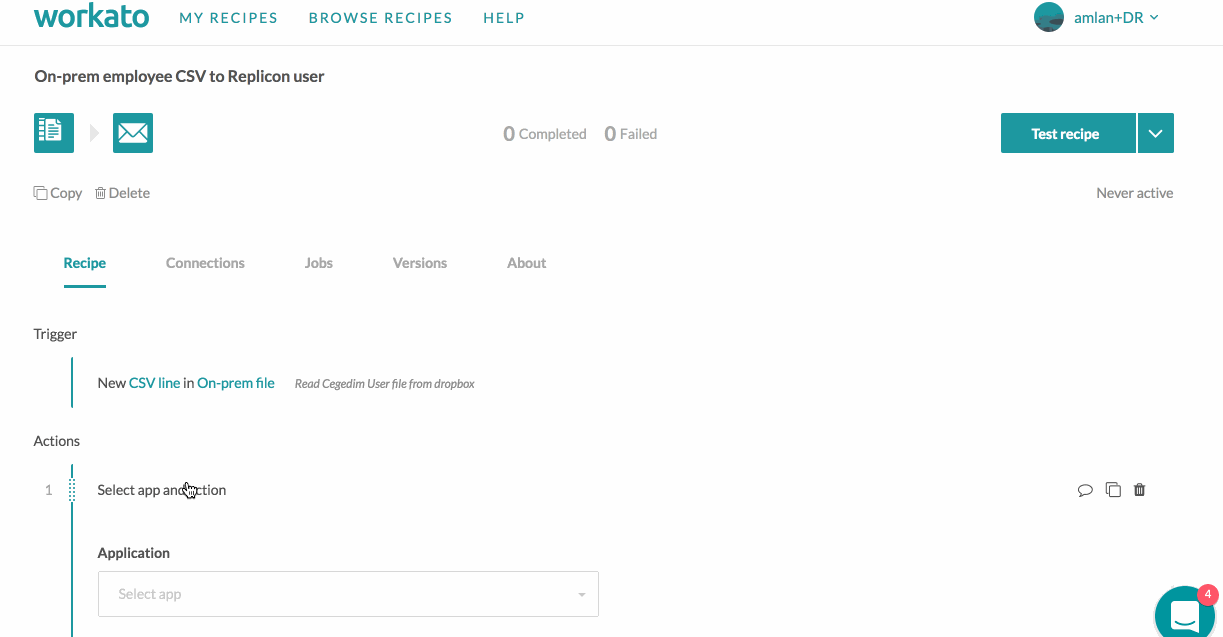 workato MY RECIPES BROWSE RECIPES HELP amlan+DR
On-prem employee CSV to Replicon user
0 Completed 0 Failed Test recipe
Copy Delete Never active
Recipe Connections Jobs Versions About
Trigger
New CSV line in On-prem file Read Cegedim User file from dropbox
Actions
1 Select app and action
Application
Select app
4